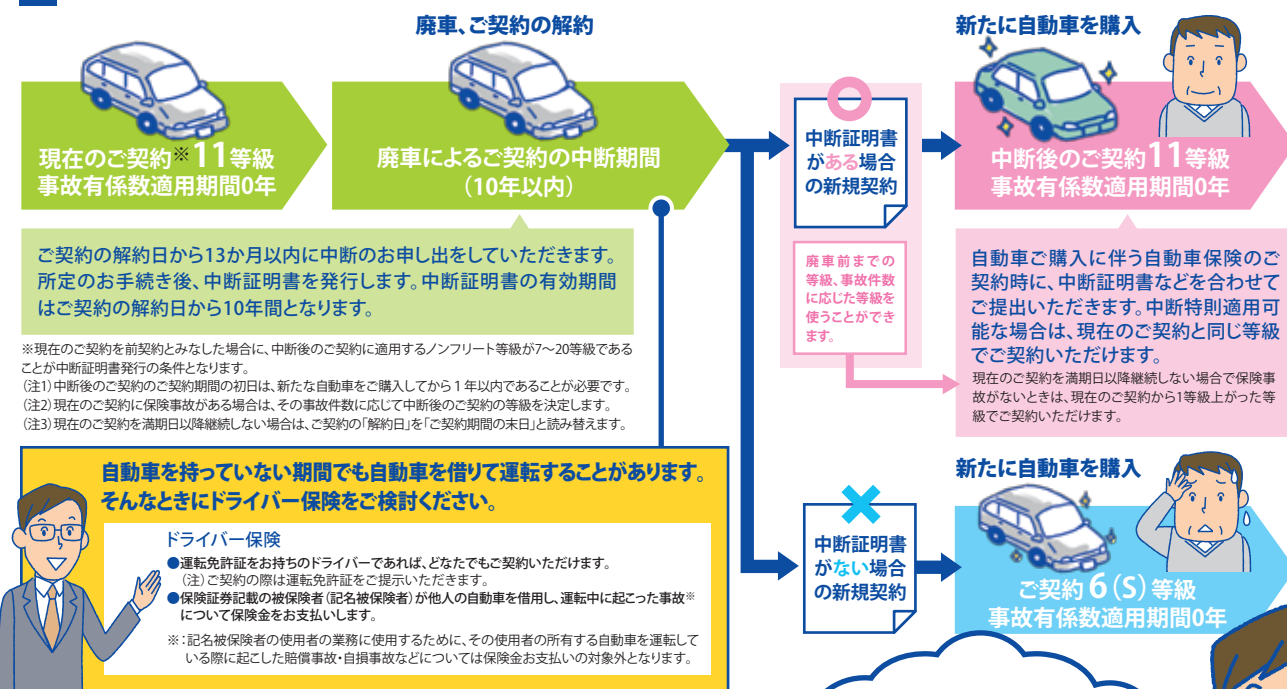 廃車、ご契約の解約
現在のご契約※11等級
事故有係数適用期間0年
廃車によるご契約の中断期間
（10年以内）
ご契約の解約日から13か月以内に中断のお申し出をしていただきます。
所定のお手続き後、中断証明書を発行します。中断証明書の有効期間
はご契約の解約日から10年間となります。
※現在のご契約を前契約とみなした場合に、中断後のご契約に適用するノンフリート等級が7～20等級である
ことが中断証明書発行の条件となります。
（注1）中断後のご契約のご契約期間の初日は、新たな自動車をご購入してから1年以内であることが必要です。
（注2）現在のご契約に保険事故がある場合は、その事故件数に応じて中断後のご契約の等級を決定します。
（注3）現在のご契約を満期日以降継続しない場合は、ご契約の「解約日」を「ご契約期間の末日」と読み替えます。
中断証明書
がある場合
の新規契約
廃車前までの
等級、事故件数
に応じた等級を
使うことができ
ます。
新たに自動車を購入
中断後のご契約11等級
事故有係数適用期間0年
自動車ご購入に伴う自動車保険のご
契約時に、中断証明書などを合わせて
ご提出いただきます。中断特則適用可
能な場合は、現在のご契約と同じ等級
でご契約いただけます。
現在のご契約を満期日以降継続しない場合で保険事
故がないときは、現在のご契約から1等級上がった等
級でご契約いただけます。
自動車を持っていない期間でも自動車を借りて運転することがあります。
そんなときにドライバー保険をご検討ください。
ドライバー保険
●運転免許証をお持ちのドライバーであれば、どなたでもご契約いただけます。
（注）ご契約の際は運転免許証をご提示いただきます。
●保険証券記載の被保険者（記名被保険者）が他人の自動車を借用し、運転中に起こった事故※
について保険金をお支払いします。
※：記名被保険者の使用者の業務に使用するために、その使用者の所有する自動車を運転して
いる際に起こした賠償事故・自損事故などについては保険金お支払いの対象外となります。
中断証明書
がない場合
の新規契約
新たに自動車を購入
ご契約6（S）等級
事故有係数適用期間0年